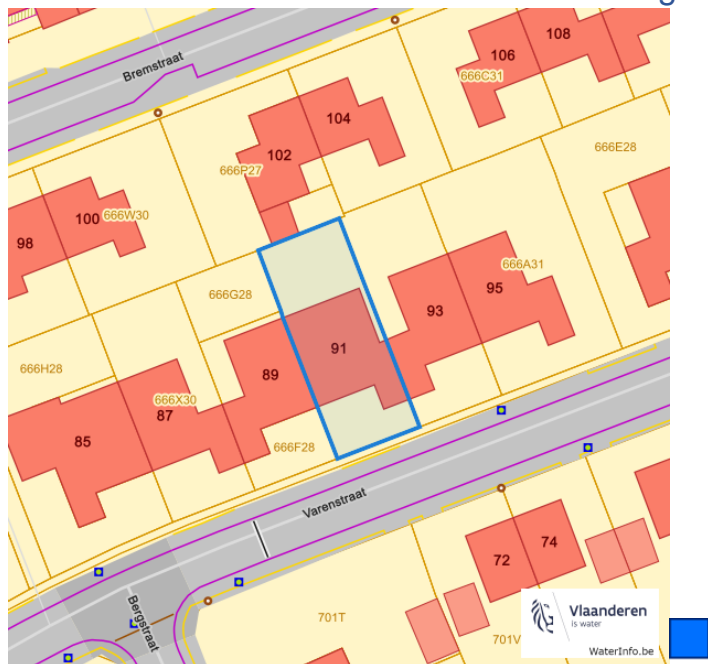 Bremstraat
106
108
666C31
104
102
666P27
666E28
100
666W30
98
666A31
95
93
666G28
91
89
666H28
666X30
87
85
666F28
Varenstraat
74
72
Bergstraat
701T
701V
Vlaanderen
is water
WaterInfo.be